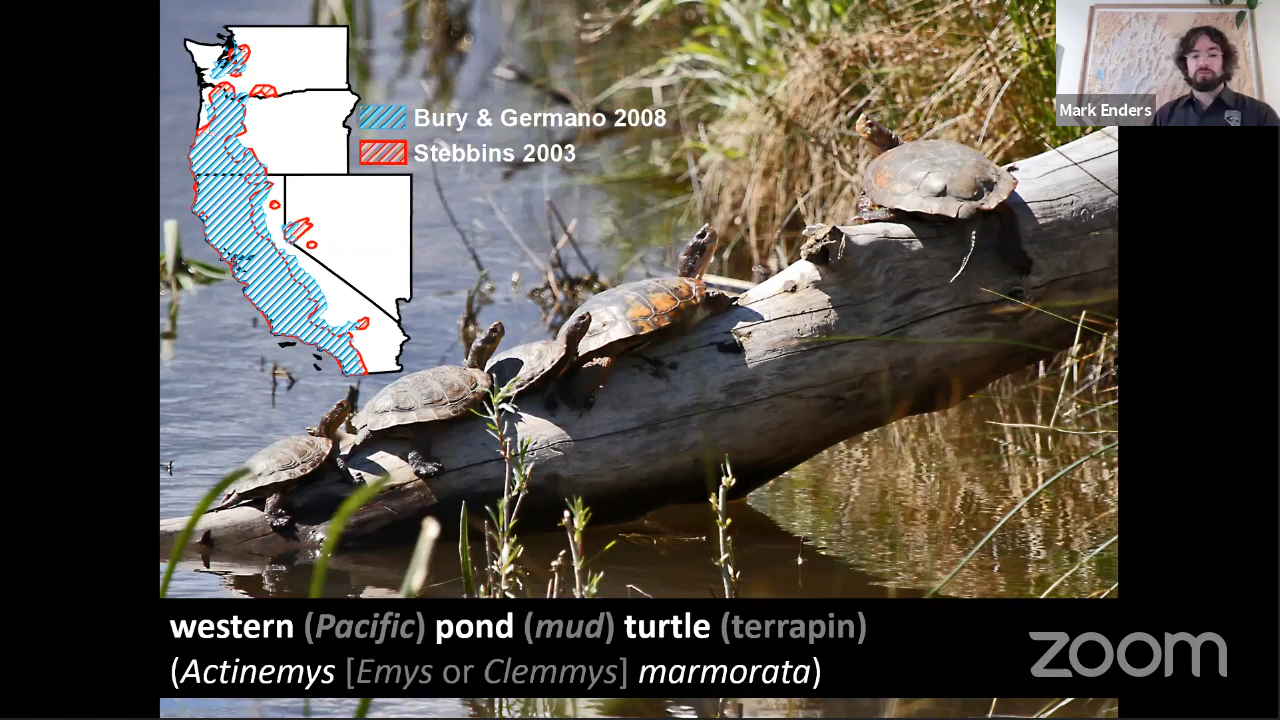 Bury & Germano 2008
Stebbins 2003
Mark Enders
western (Pacific) pond (mud) turtle (terrapin)
(Actinemys [Emys or Clemmys] marmorata)
zoom